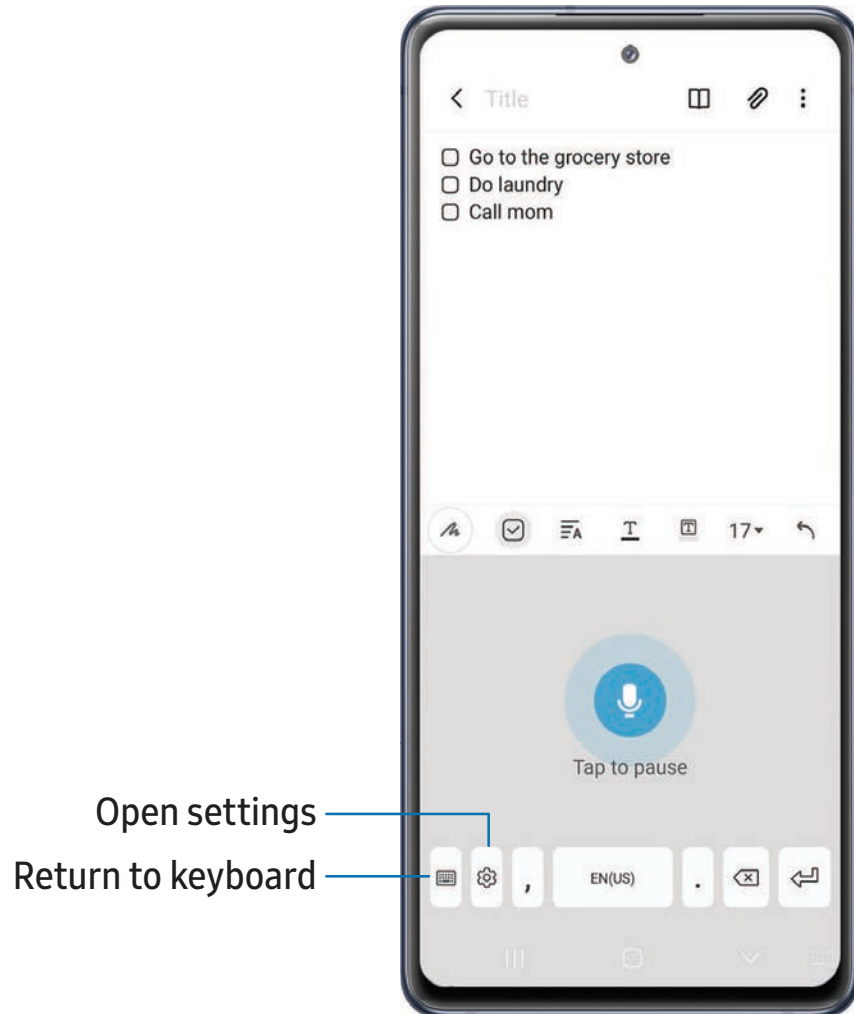 Title
Go to the grocery store
Do laundry
Call mom
17
Tap to pause
Open settings
Return to keyboard
, EN(US) .